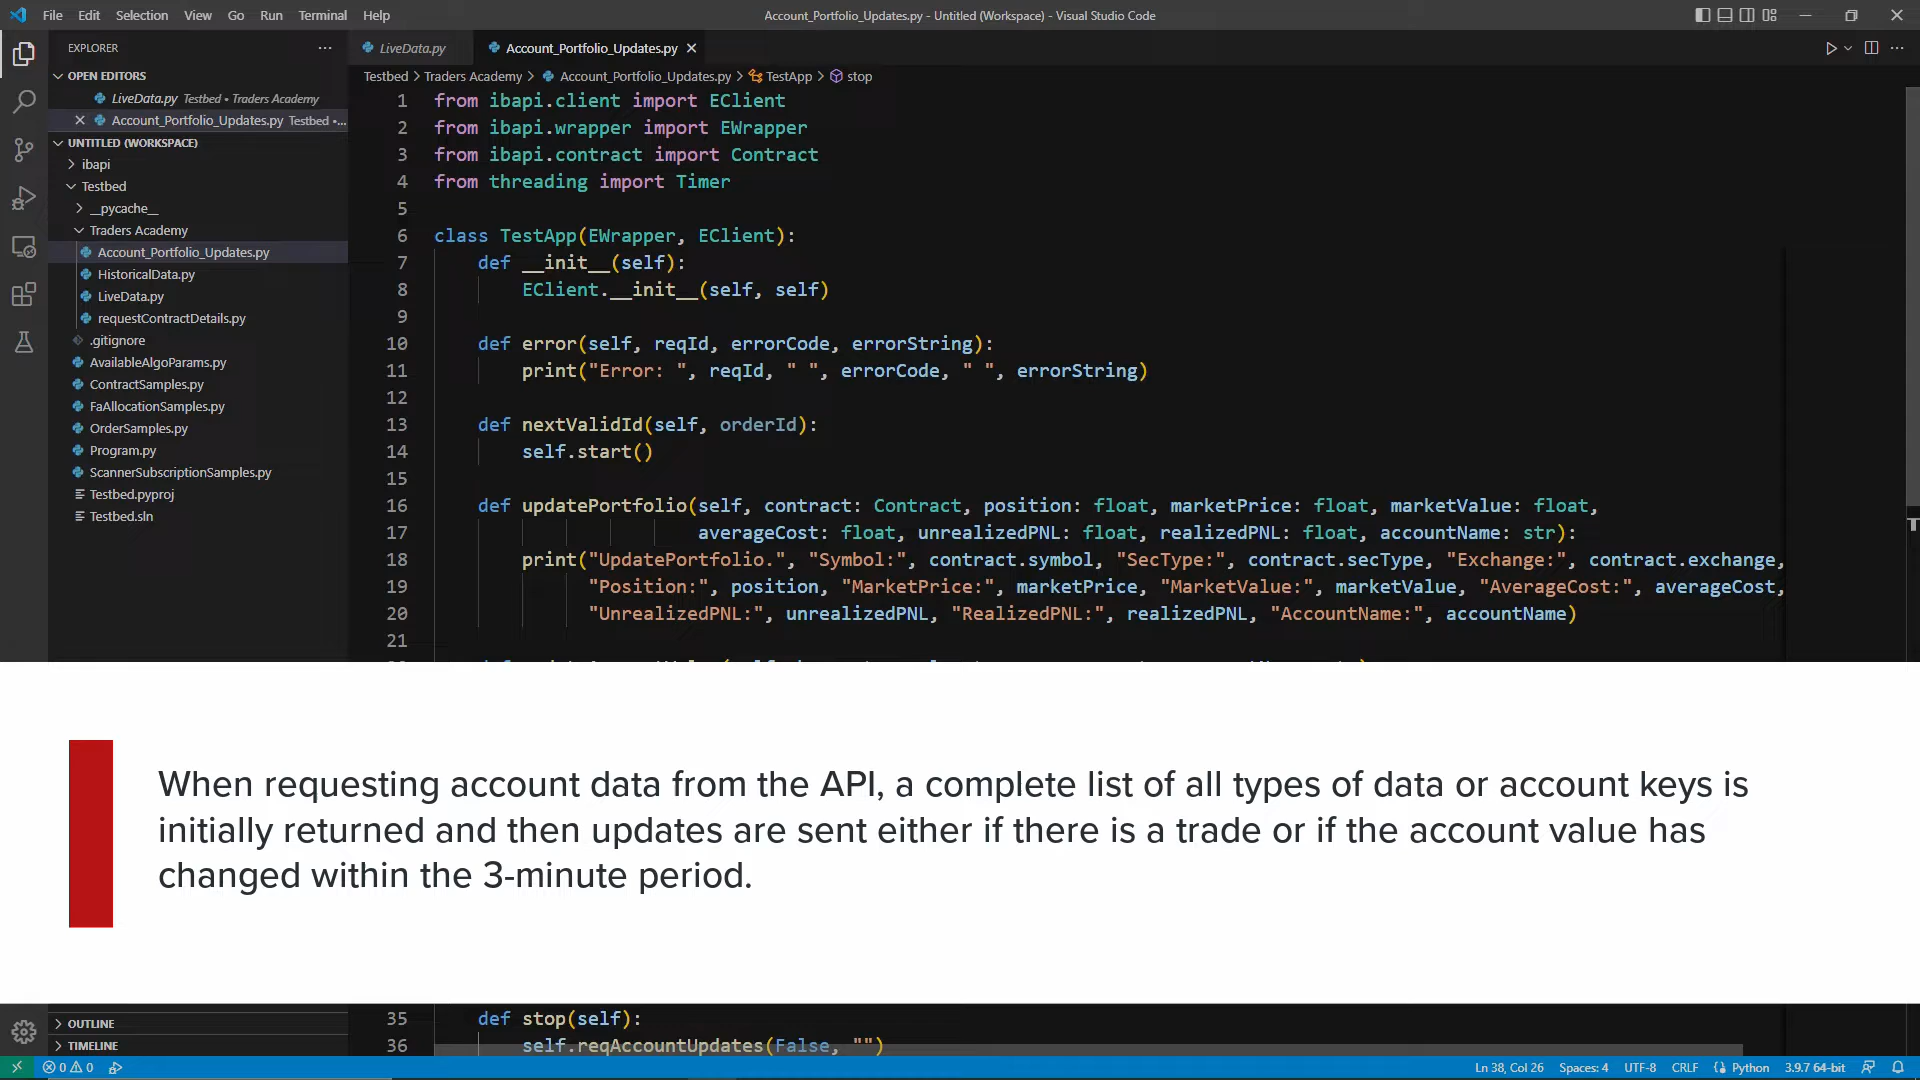 File Edit Selection View Go Run Terminal Help
Account_Portfolio_Updates.py - Untitled (Workspace) - Visual Studio Code
EXPLORER
OPEN EDITORS
LiveData.py Testbed • Traders Academy
Account_Portfolio_Updates.py Testbed •...
UNTITLED (WORKSPACE)
ibapi
Testbed
__pycache__
Traders Academy
Account_Portfolio_Updates.py
HistoricalData.py
LiveData.py
requestContractDetails.py
.gitignore
AvailableAlgoParams.py
ContractSamples.py
FaAllocationSamples.py
OrderSamples.py
Program.py
ScannerSubscriptionSamples.py
Testbed.pyproj
Testbed.sln
LiveData.py Account_Portfolio_Updates.py
Testbed > Traders Academy > Account_Portfolio_Updates.py > TestApp > stop
1 from ibapi.client import EClient
2 from ibapi.wrapper import EWrapper
3 from ibapi.contract import Contract
4 from threading import Timer
5
6 class TestApp(EWrapper, EClient):
7 def __init__(self):
8 EClient.__init__(self, self)
9
10 def error(self, reqId, errorCode, errorString):
11 print("Error: ", reqId, " ", errorCode, " ", errorString)
12
13 def nextValidId(self, orderId):
14 self.start()
15
16 def updatePortfolio(self, contract: Contract, position: float, marketPrice: float, marketValue: float,
17 averageCost: float, unrealizedPNL: float, realizedPNL: float, accountName: str):
18 print("UpdatePortfolio.", "Symbol:", contract.symbol, "SecType:", contract.secType, "Exchange:", contract.exchange,
19 "Position:", position, "MarketPrice:", marketPrice, "MarketValue:", marketValue, "AverageCost:", averageCost,
20 "UnrealizedPNL:", unrealizedPNL, "RealizedPNL:", realizedPNL, "AccountName:", accountName)
21
When requesting account data from the API, a complete list of all types of data or account keys is
initially returned and then updates are sent either if there is a trade or if the account value has
changed within the 3-minute period.
35 def stop(self):
36 self.reqAccountUpdates(False, "")
OUTLINE
TIMELINE
0 0
Ln 38, Col 26 Spaces: 4 UTF-8 CRLF Python 3.9.7 64-bit